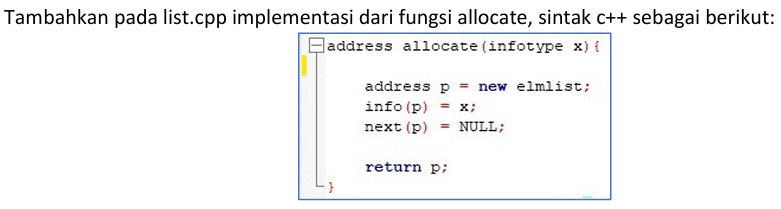 Tambahkan pada list.cpp implementasi dari fungsi allocate, sintak c++ sebagai berikut:
address allocate(infotype x){
address p = new elmlist;
info(p) = x;
next(p) = NULL;
return p;
}